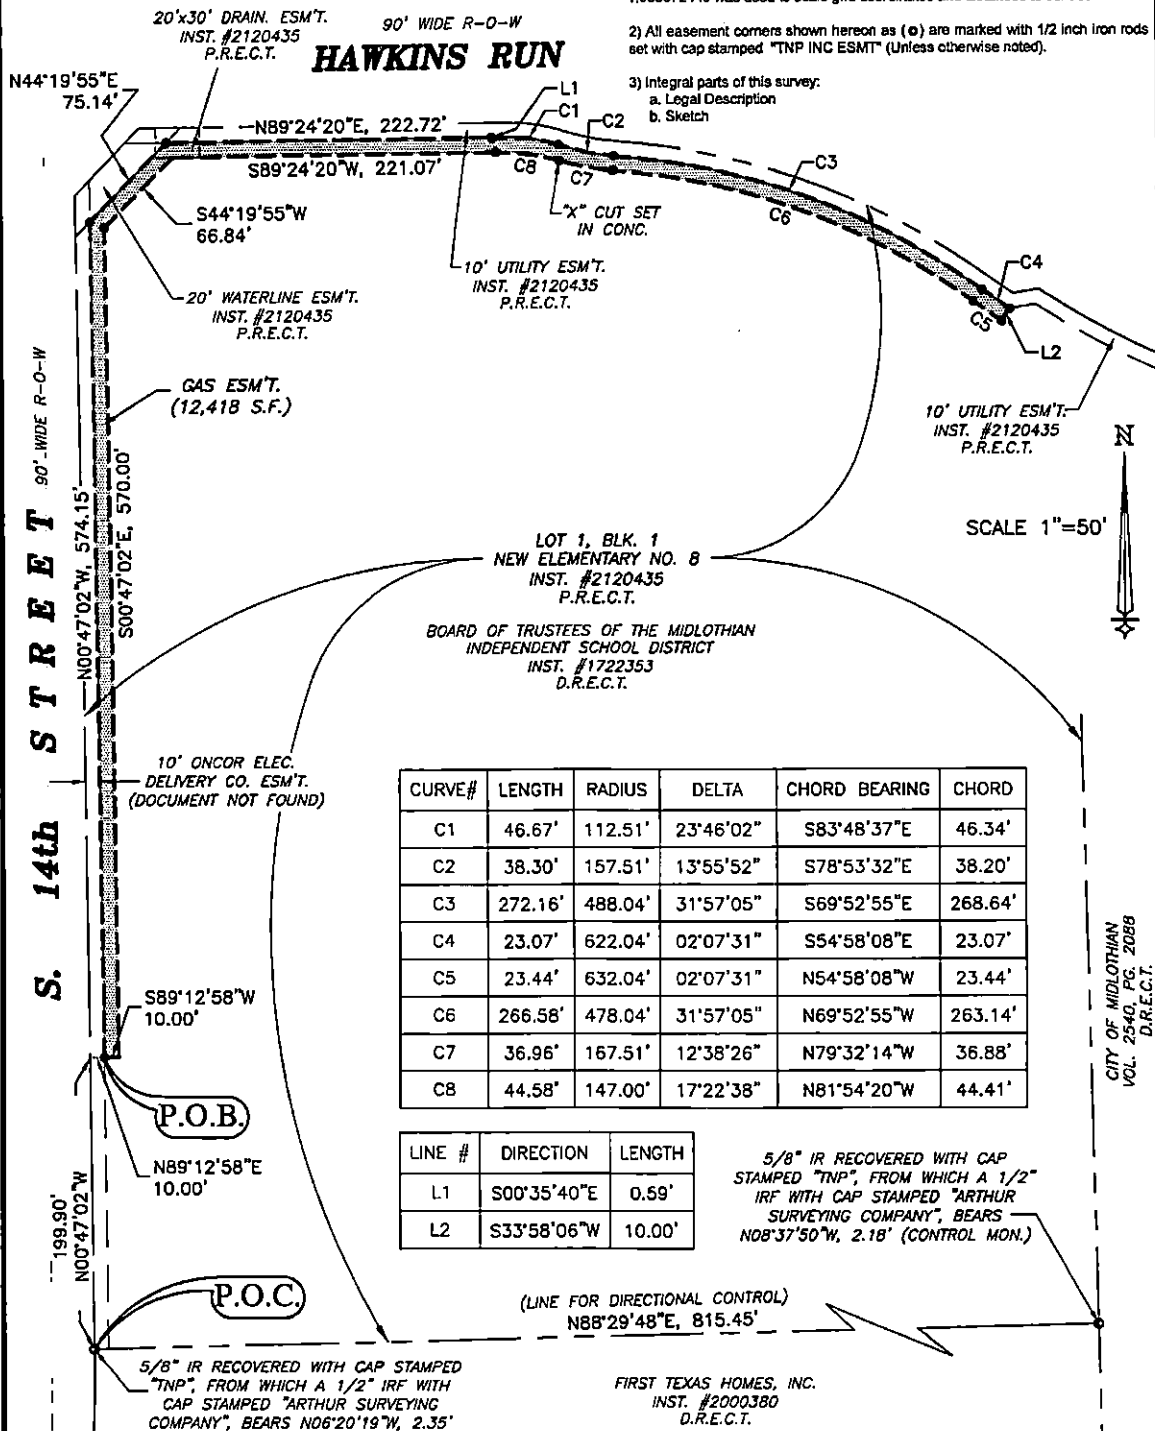 20'x30' DRAIN. ESM'T.
INST. #2120435
P.R.E.C.T.
90' WIDE R-O-W
HAWKINS RUN
2) All easement corners shown hereon as (o) are marked with 1/2 inch iron rods
set with cap stamped "TNP INC ESMT" (Unless otherwise noted).
3) Integral parts of this survey:
a. Legal Description
b. Sketch
N44°19'55"E
75.14'
N89°24'20"E, 222.72'
S89°24'20"W, 221.07'
L1
C1
C2
C3
C8
C7
C6
C4
C5
L2
S44°19'55"W
66.84'
"X" CUT SET
IN CONC.
10' UTILITY ESM'T.
INST. #2120435
P.R.E.C.T.
20' WATERLINE ESM'T.
INST. #2120435
P.R.E.C.T.
GAS ESM'T.
(12,418 S.F.)
10' UTILITY ESM'T.
INST. #2120435
P.R.E.C.T.
N
SCALE 1"=50'
S. 14th STREET
90' WIDE R-O-W
N00°47'02"W, 574.15'
S00°47'02"E, 570.00'
LOT 1, BLK. 1
NEW ELEMENTARY NO. 8
INST. #2120435
P.R.E.C.T.
BOARD OF TRUSTEES OF THE MIDLOTHIAN
INDEPENDENT SCHOOL DISTRICT
INST. #1722353
D.R.E.C.T.
10' ONCOR ELEC.
DELIVERY CO. ESM'T.
(DOCUMENT NOT FOUND)
CURVE# LENGTH RADIUS DELTA CHORD BEARING CHORD
C1 46.67' 112.51' 23°46'02" S83°48'37"E 46.34'
C2 38.30' 157.51' 13°55'52" S78°53'32"E 38.20'
C3 272.16' 488.04' 31°57'05" S69°52'55"E 268.64'
C4 23.07' 622.04' 02°07'31" S54°58'08"E 23.07'
C5 23.44' 632.04' 02°07'31" N54°58'08"W 23.44'
C6 266.58' 478.04' 31°57'05" N69°52'55"W 263.14'
C7 36.96' 167.51' 12°38'26" N79°32'14"W 36.88'
C8 44.58' 147.00' 17°22'38" N81°54'20"W 44.41'
CITY OF MIDLOTHIAN
VOL. 2540, PG. 2088
D.R.E.C.T.
S89°12'58"W
10.00'
P.O.B.
N89°12'58"E
10.00'
199.90'
N00°47'02"W
LINE # DIRECTION LENGTH
L1 S00°35'40"E 0.59'
L2 S33°58'06"W 10.00'
5/8" IR RECOVERED WITH CAP
STAMPED "TNP", FROM WHICH A 1/2"
IRF WITH CAP STAMPED "ARTHUR
SURVEYING COMPANY", BEARS
N08°37'50"W, 2.18' (CONTROL MON.)
P.O.C.
(LINE FOR DIRECTIONAL CONTROL)
N88°29'48"E, 815.45'
5/8" IR RECOVERED WITH CAP STAMPED
"TNP", FROM WHICH A 1/2" IRF WITH
CAP STAMPED "ARTHUR SURVEYING
COMPANY", BEARS N06°20'19"W, 2.35'
FIRST TEXAS HOMES, INC.
INST. #2000380
D.R.E.C.T.